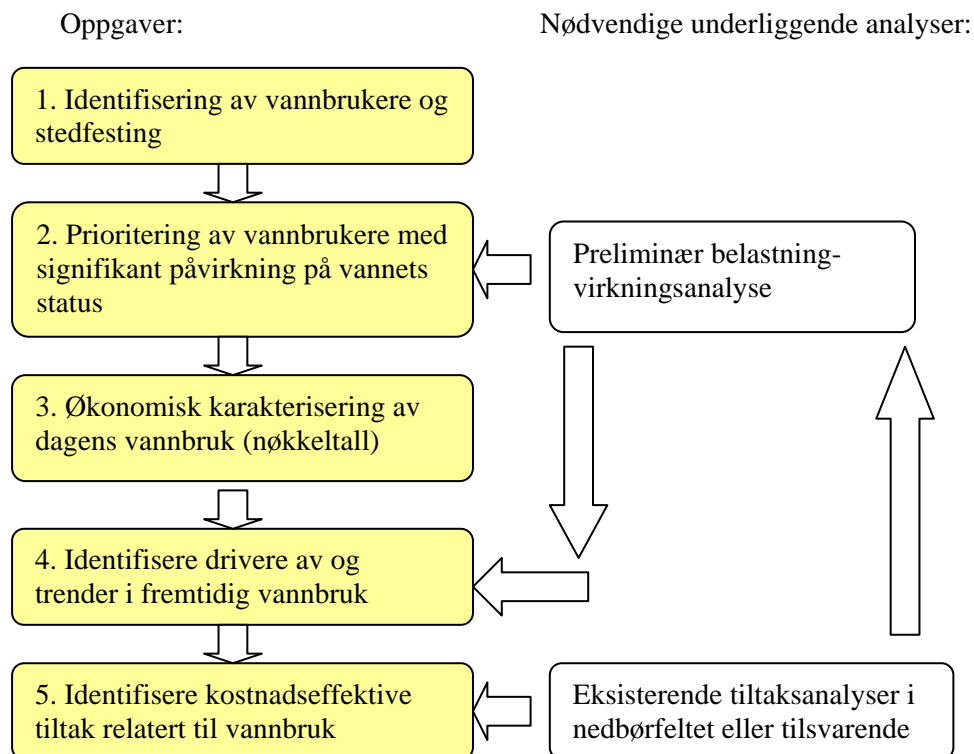 Oppgaver:
Nødvendige underliggende analyser:
1. Identifisering av vannbrukere og
stedfesting
2. Prioritering av vannbrukere med
signifikant påvirkning på vannets
status
Preliminær belastning-
virkningsanalyse
3. Økonomisk karakterisering av
dagens vannbruk (nøkkeltall)
4. Identifisere drivere av og
trender i fremtidig vannbruk
5. Identifisere kostnadseffektive
tiltak relatert til vannbruk
Eksisterende tiltaksanalyser i
nedbørfeltet eller tilsvarende